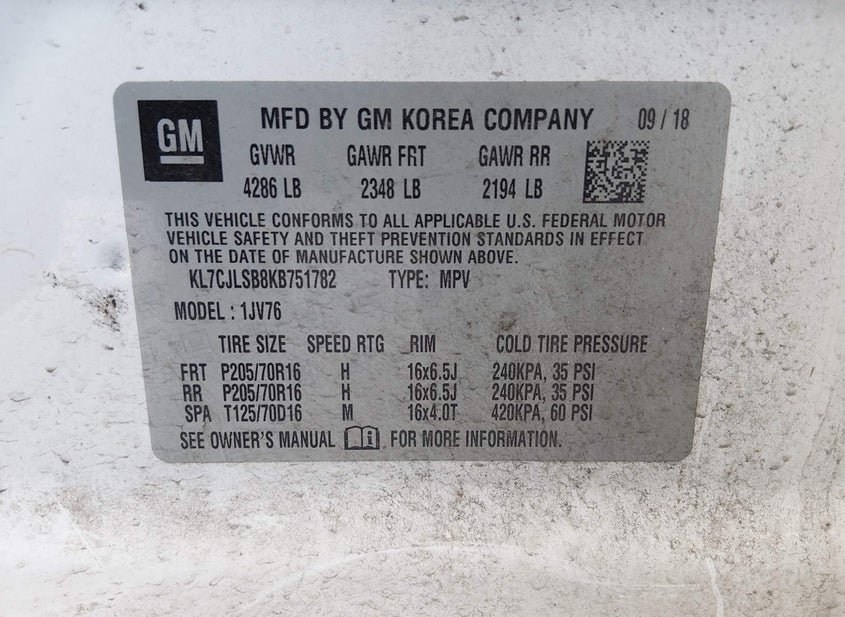 GM MFD BY GM KOREA COMPANY 09 / 18
GVWR GAWR FRT GAWR RR
4286 LB 2348 LB 2194 LB
THIS VEHICLE CONFORMS TO ALL APPLICABLE U.S. FEDERAL MOTOR
VEHICLE SAFETY AND THEFT PREVENTION STANDARDS IN EFFECT
ON THE DATE OF MANUFACTURE SHOWN ABOVE.
KL7CJLSB8KB751782 TYPE: MPV
MODEL : 1JV76
TIRE SIZE SPEED RTG RIM COLD TIRE PRESSURE
FRT P205/70R16 H 16x6.5J 240KPA, 35 PSI
RR P205/70R16 H 16x6.5J 240KPA, 35 PSI
SPA T125/70D16 M 16x4.0T 420KPA, 60 PSI
SEE OWNER'S MANUAL FOR MORE INFORMATION.